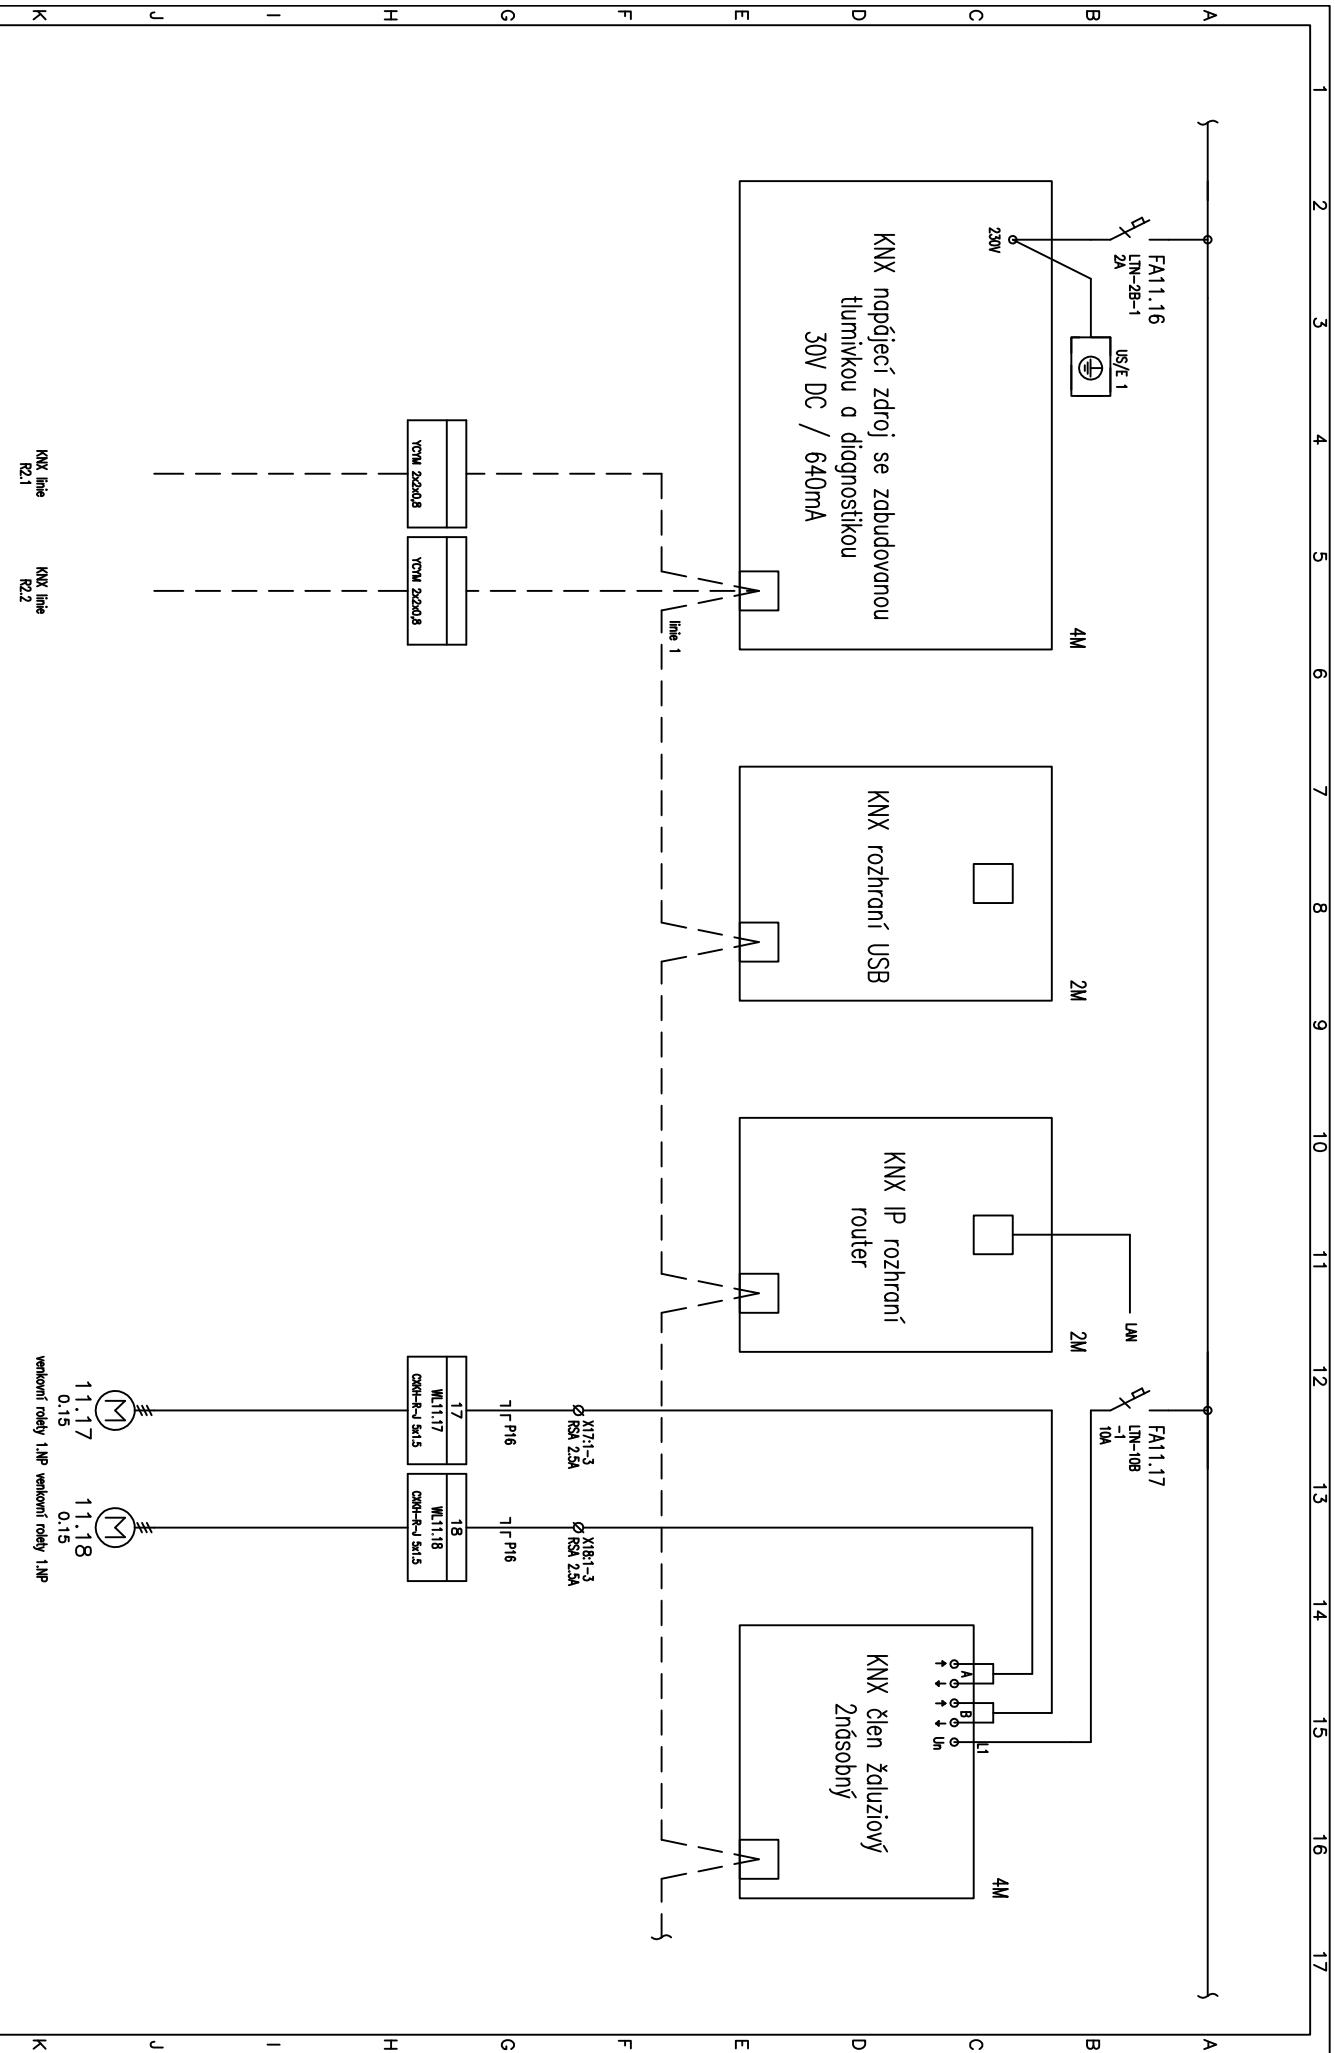 1 2 3 4 5 6 7 8 9 10 11 12 13 14 15 16 17
A
B
C
D
E
F
G
H
I
J
K
A
B
C
D
E
F
G
H
I
J
K
FA11.16
LTN-2B-1
2A
US/E 1
230V
KNX napájecí zdroj se zabudovanou
tlumivkou a diagnostikou
30V DC / 640mA
4M
linie 1
YCYM 2x2x0,8
YCYM 2x2x0,8
KNX linie
R2.1
KNX linie
R2.2
KNX rozhraní USB
2M
LAN
KNX IP rozhraní
router
2M
FA11.17
LTN-10B
-1
10A
L1
A
B
Un
KNX člen žaluziový
2násobný
4M
X17:1-3
RSA 2.5A
P16
17
WL11.17
CXKH-R-J 5x1.5
M
11.17
0.15
venkovní rolety 1.NP
X18:1-3
RSA 2.5A
P16
18
WL11.18
CXKH-R-J 5x1.5
M
11.18
0.15
venkovní rolety 1.NP